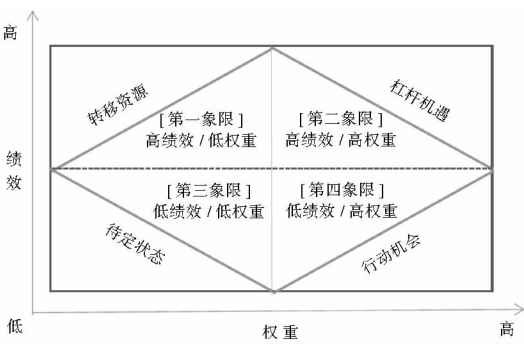 高
转移资源
杠杆机遇
[第一象限]
高绩效/低权重
[第二象限]
高绩效/高权重
绩效
[第三象限]
低绩效/低权重
[第四象限]
低绩效/高权重
待定状态
行动机会
低
权重
高